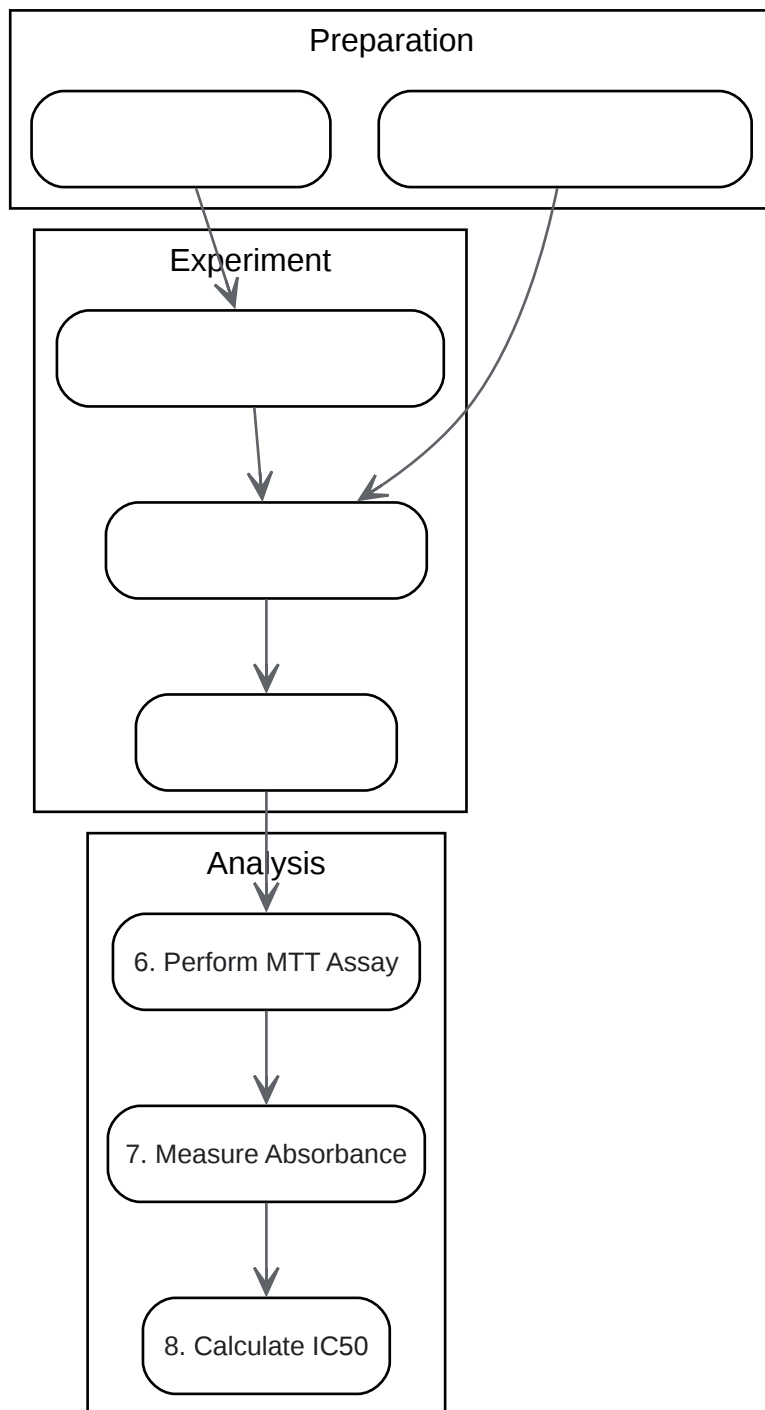 Preparation
Experiment
Analysis
6. Perform MTT Assay
7. Measure Absorbance
8. Calculate IC50